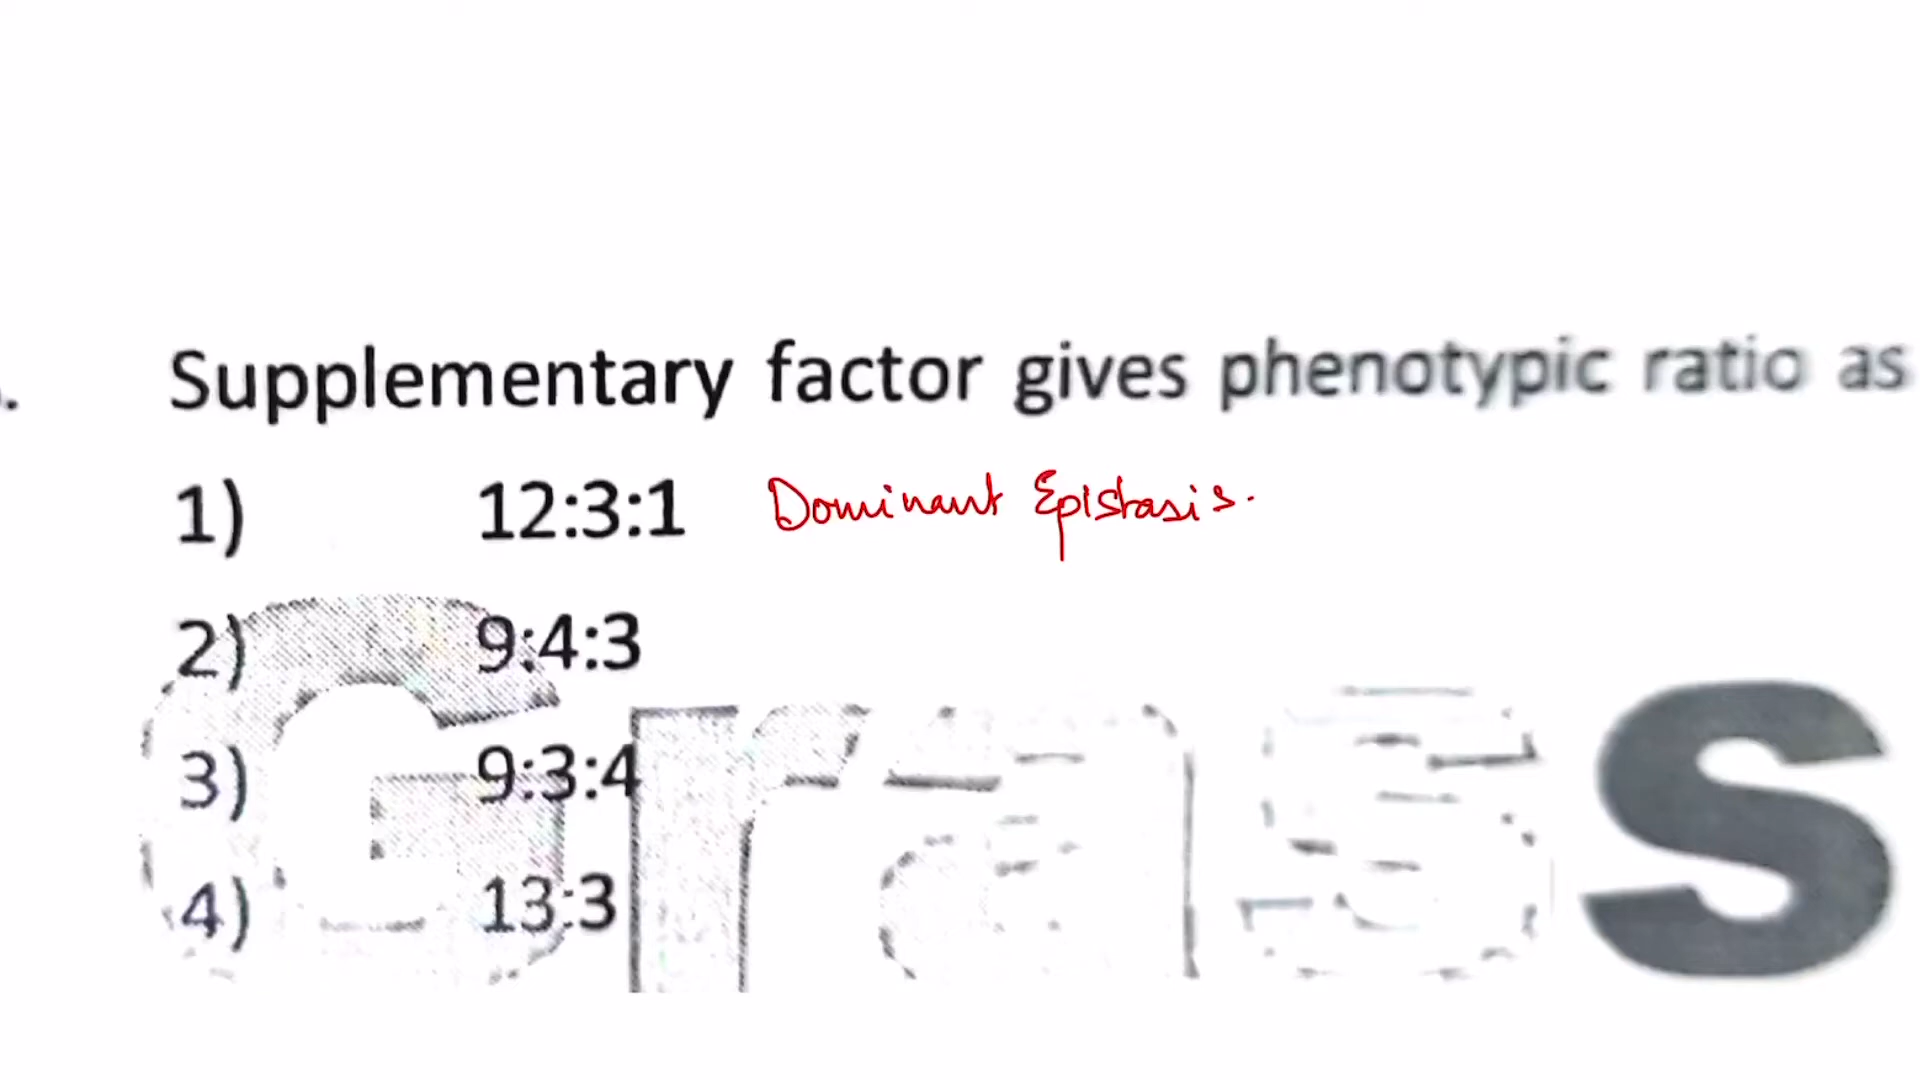 Supplementary factor gives phenotypic ratio as
1) 12:3:1 Dominant Epistasis.
2) 9:4:3
3) 9:3:4
4) 13:3
Grass